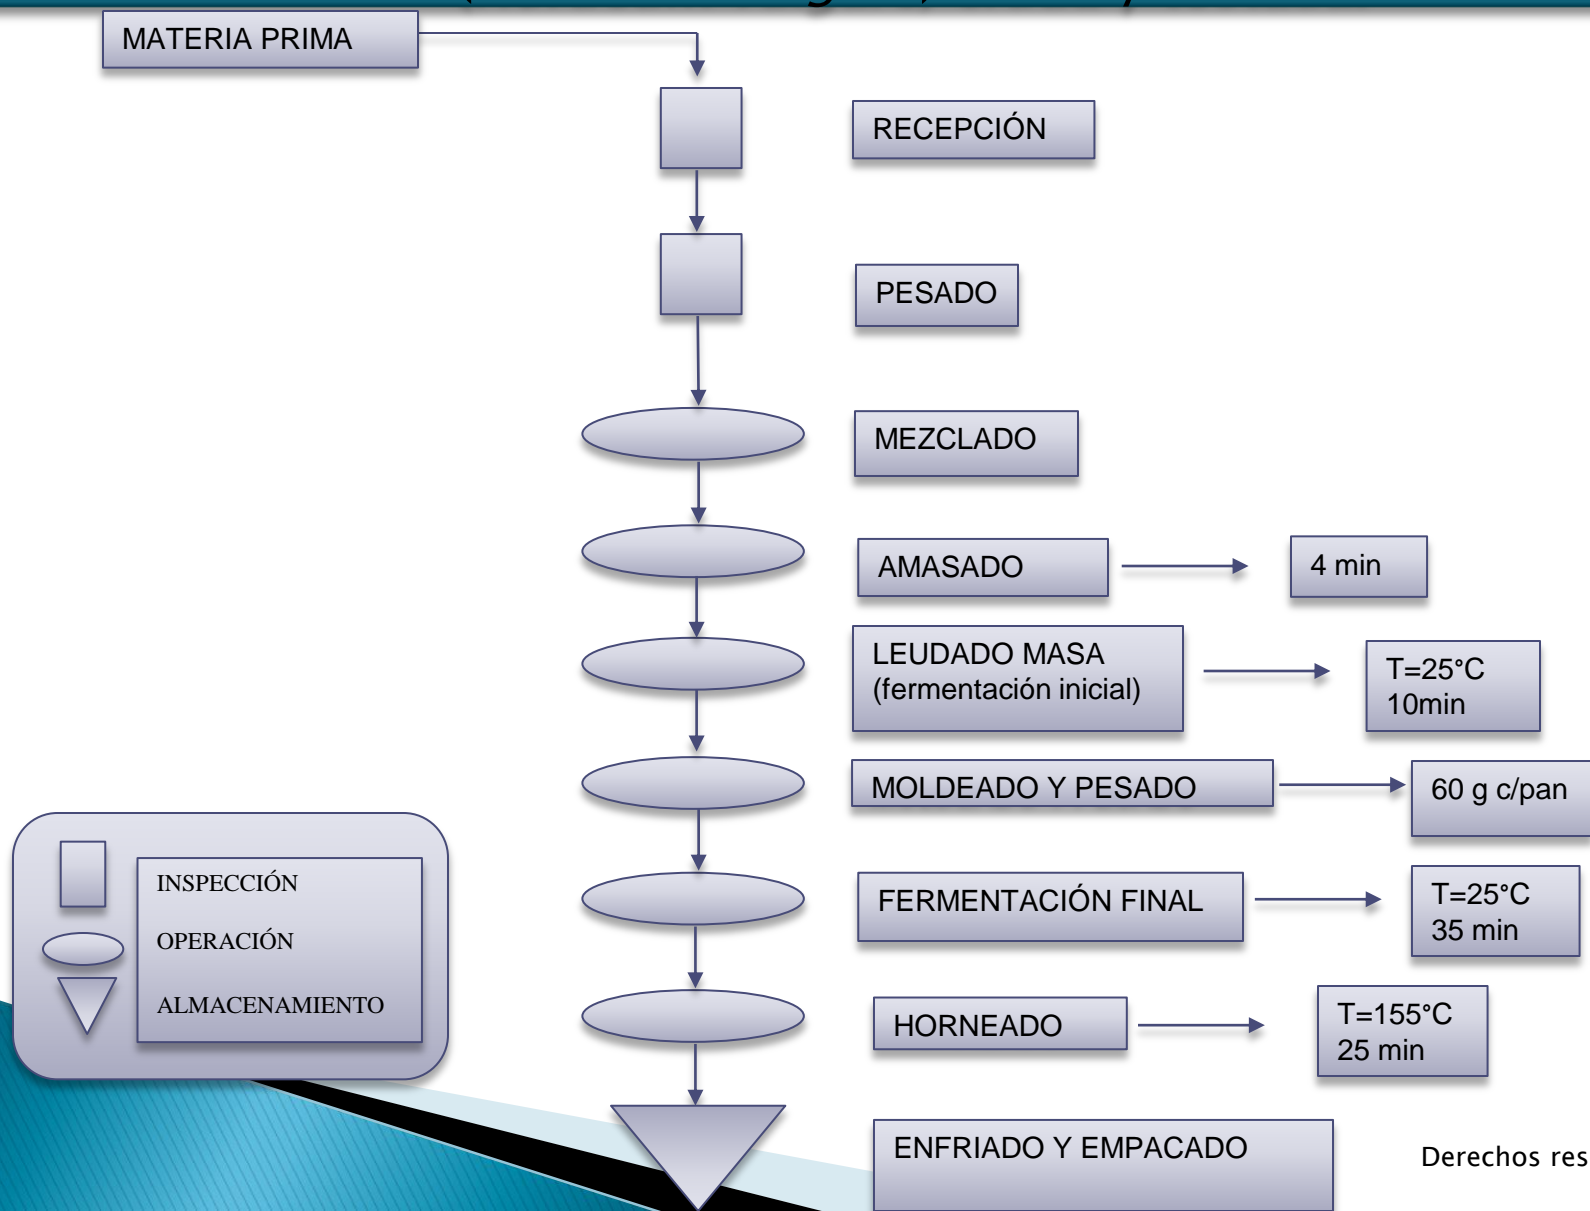 MATERIA PRIMA
RECEPCIÓN
PESADO
MEZCLADO
AMASADO
4 min
LEUDADO MASA
(fermentación inicial)
T=25°C
10min
MOLDEADO Y PESADO
60 g c/pan
FERMENTACIÓN FINAL
T=25°C
35 min
HORNEADO
T=155°C
25 min
ENFRIADO Y EMPACADO
INSPECCIÓN
OPERACIÓN
ALMACENAMIENTO
Derechos res